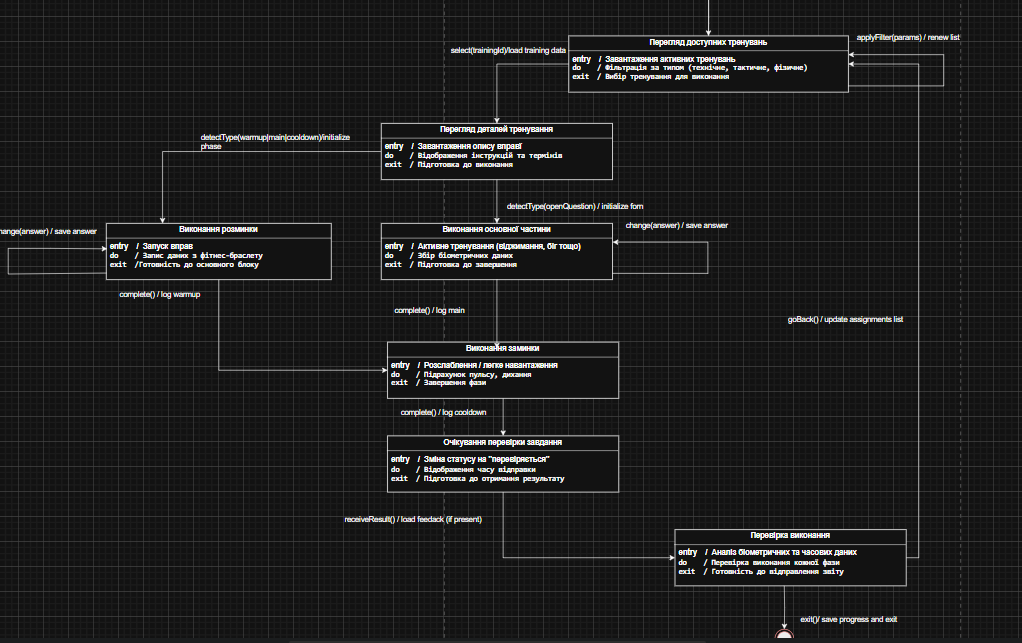 Перегляд доступних тренувань
applyFilter(params) / renew list
select(trainingId)/load training data
entry / Завантаження активних тренувань
do / Фільтрація за типом (технічне, тактичне, фізичне)
exit / Вибір тренування для виконання
Перегляд деталей тренування
detectType(warmup|main|cooldown)/initialize
phase
entry / Завантаження опису вправі
do / Відображення інструкцій та термінів
exit / Підготовка до виконання
detectType(openQuestion) / initialize fom
hange(answer) / save answer
Виконання розминки
entry / Запуск вправ
do / Запис даних з фітнес-браслету
exit /Готовність до основного блоку
Виконання основної частини
change(answer) / save answer
entry / Активне тренування (віджимання, біг тощо)
do / Збір біометричних даних
exit / Підготовка до завершення
complete() / log warmup
complete() / log main
goBack() / update assignments list
Виконання заминки
entry / Розслаблення / легке навантаження
do / Підрахунок пульсу, дихання
exit / Завершення фази
complete() / log cooldown
Очікування перевірки завдання
entry / Зміна статусу на "перевіряється"
do / Відображення часу відправки
exit / Підготовка до отримання результату
receiveResult() / load feedack (if present)
Перевірка виконання
entry / Аналіз біометричних та часових даних
do / Перевірка виконання кожної фази
exit / Готовність до відправлення звіту
exit()/ save progress and exit